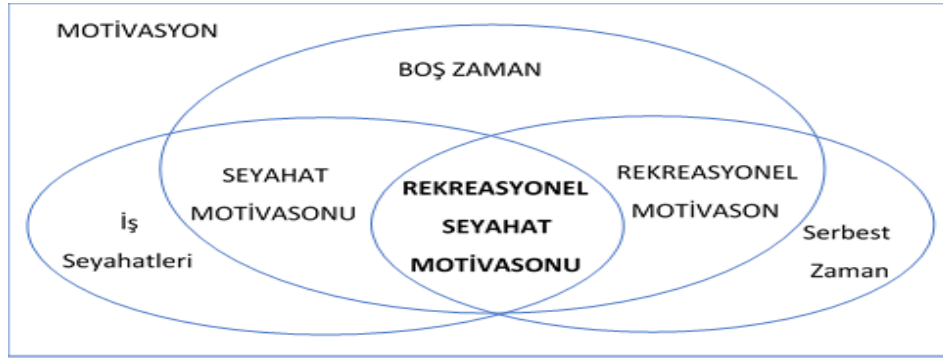 MOTİVASYON
BOŞ ZAMAN
SEYAHAT
MOTİVASONU
REKREASYONEL
SEYAHAT
MOTİVASONU
REKREASYONEL
MOTİVASON
İş
Seyahatleri
Serbest
Zaman